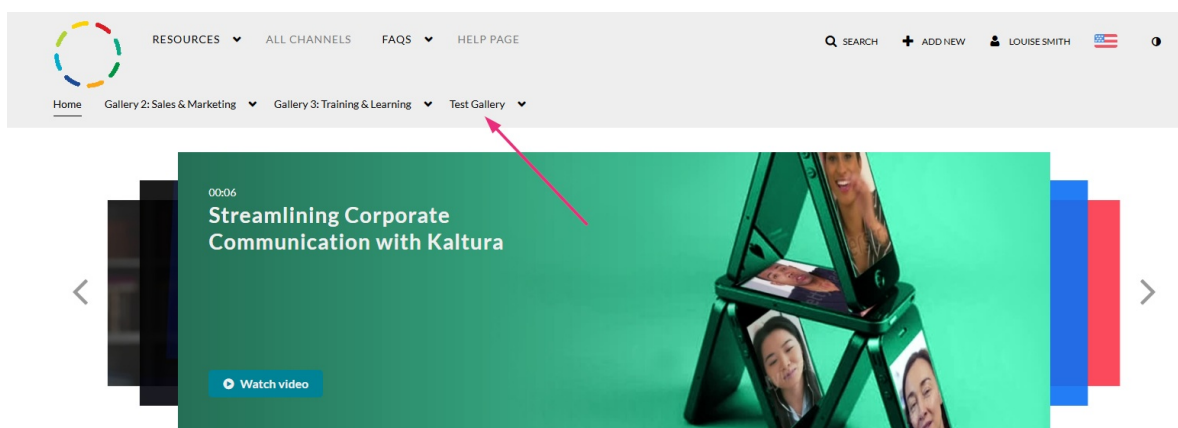 RESOURCES ALL CHANNELS FAQS HELP PAGE SEARCH ADD NEW LOUISE SMITH
Home Gallery 2: Sales & Marketing Gallery 3: Training & Learning Test Gallery
00:06
Streamlining Corporate
Communication with Kaltura
Watch video